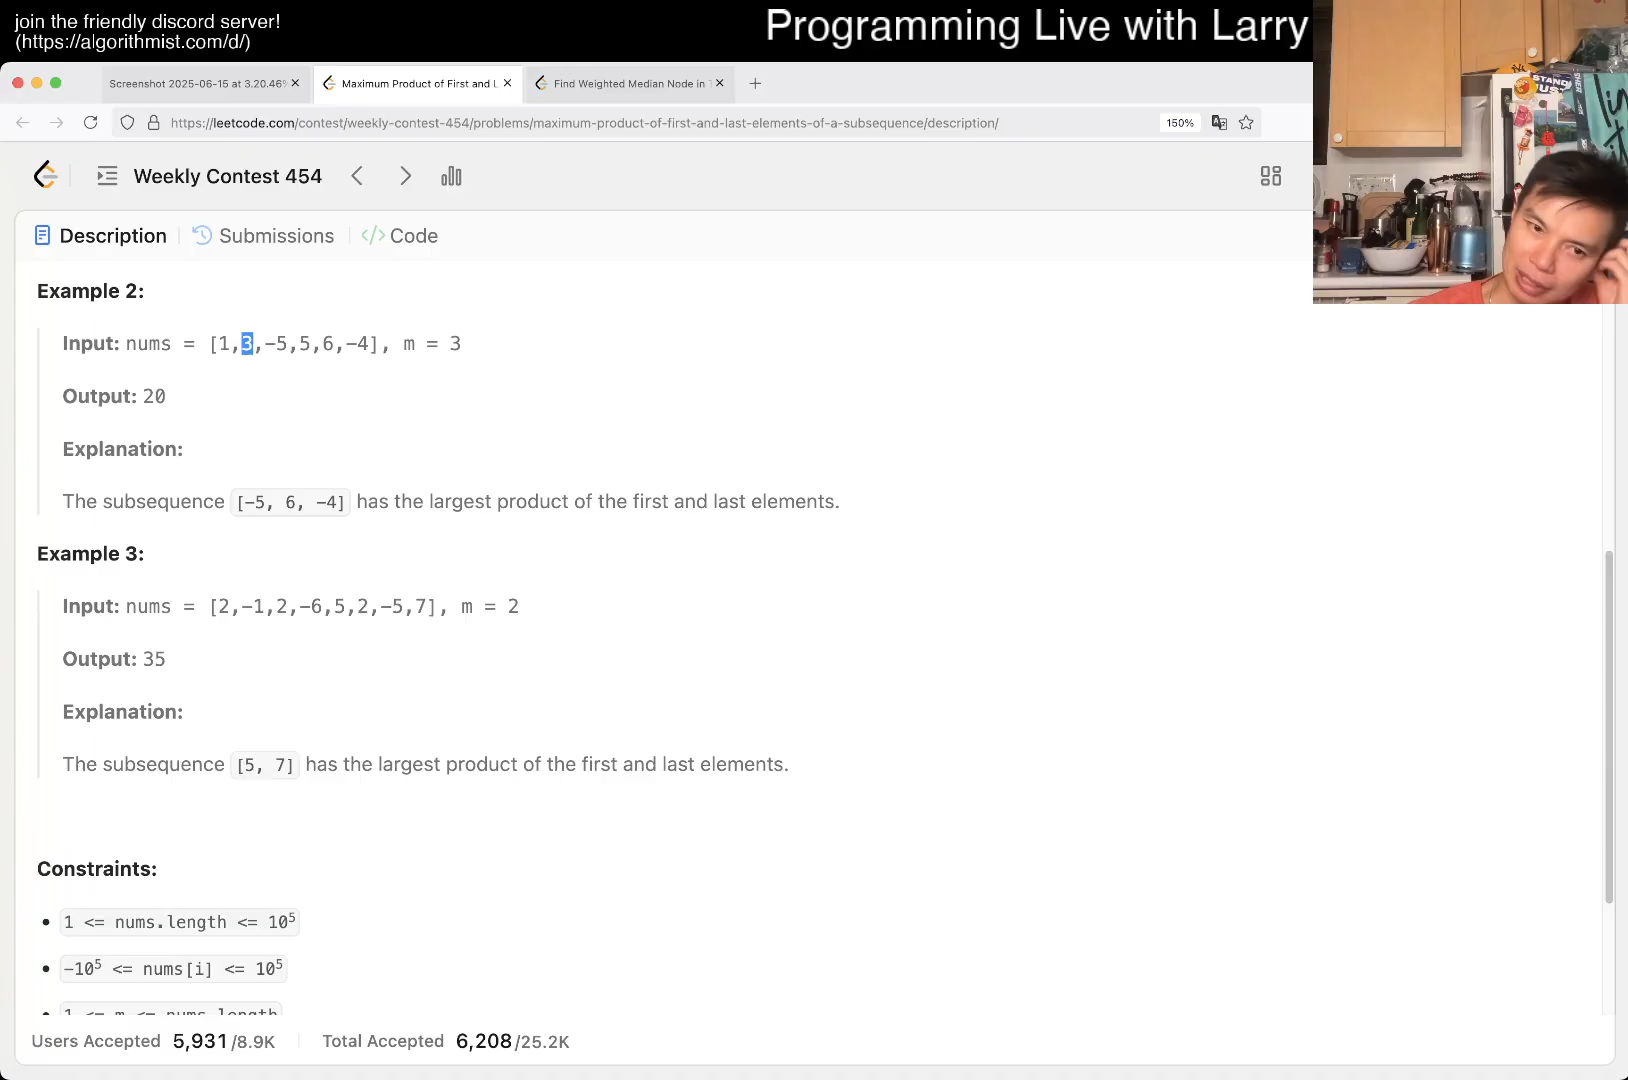 join the friendly discord server!
(https://algorithmist.com/d/)
Programming Live with Larry
Screenshot 2025-06-15 at 3.20.46
Maximum Product of First and L
Find Weighted Median Node in
https://leetcode.com/contest/weekly-contest-454/problems/maximum-product-of-first-and-last-elements-of-a-subsequence/description/
150%
Weekly Contest 454
Description
Submissions
</> Code
Example 2:
Input: nums = [1,3,-5,5,6,-4], m = 3
Output: 20
Explanation:
The subsequence [-5, 6, -4] has the largest product of the first and last elements.
Example 3:
Input: nums = [2,-1,2,-6,5,2,-5,7], m = 2
Output: 35
Explanation:
The subsequence [5, 7] has the largest product of the first and last elements.
Constraints:
• 1 <= nums.length <= 10⁵
• -10⁵ <= nums[i] <= 10⁵
• 1 <= m <= nums.length
Users Accepted 5,931/8.9K
Total Accepted 6,208/25.2K